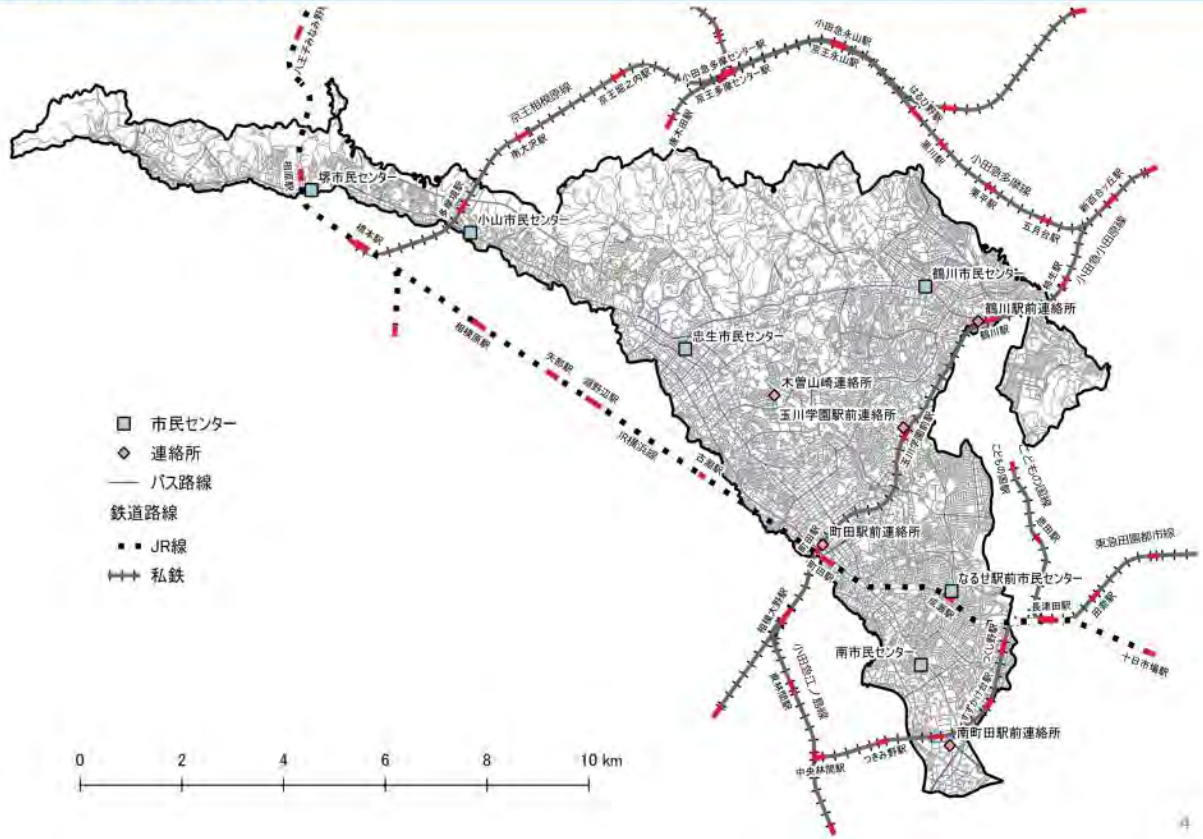 八王子みなみ野駅
小田急永山駅
京王永山駅
小田急多摩センター駅
京王多摩センター駅
京王堀之内駅
京王相模原線
南大沢駅
唐木田駅
はるひ野駅
黒川駅
小田急多摩線
栗平駅
五月台駅
新百合ヶ丘駅
小田急小田原線
柿生駅
相原駅
堺市民センター
多摩境駅
小山市民センター
橋本駅
鶴川市民センター
鶴川駅前連絡所
鶴川駅
相模原駅
忠生市民センター
矢部駅
淵野辺駅
木曽山崎連絡所
玉川学園駅前連絡所
玉川学園前駅
JR横浜線
古淵駅
こどもの国駅
こどもの国線
恩田駅
東急田園都市線
市民センター
連絡所
バス路線
鉄道路線
JR線
私鉄
町田駅前連絡所
町田駅
町田駅
なるせ駅前市民センター
成瀬駅
長津田駅
田奈駅
十日市場駅
つくし野駅
相模大野駅
小田急江ノ島線
東林間駅
南市民センター
すずかけ台駅
南町田駅前連絡所
つきみ野駅
中央林間駅
0 2 4 6 8 10 km
4